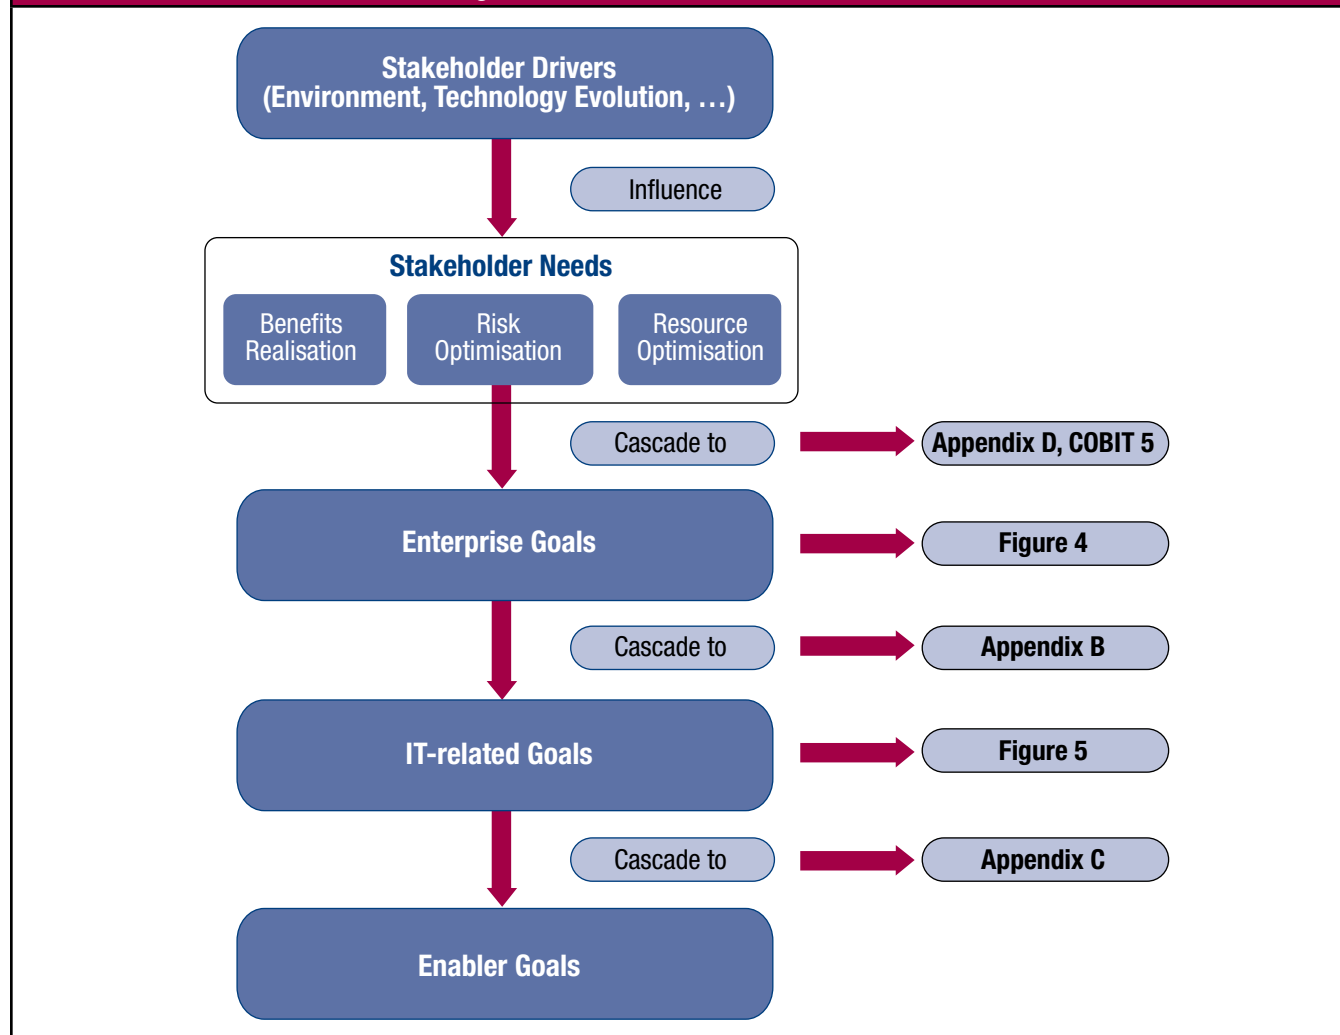 Stakeholder Drivers
(Environment, Technology Evolution, …)
Influence
Stakeholder Needs
Benefits
Realisation
Risk
Optimisation
Resource
Optimisation
Cascade to
Appendix D, COBIT 5
Enterprise Goals
Figure 4
Cascade to
Appendix B
IT-related Goals
Figure 5
Cascade to
Appendix C
Enabler Goals